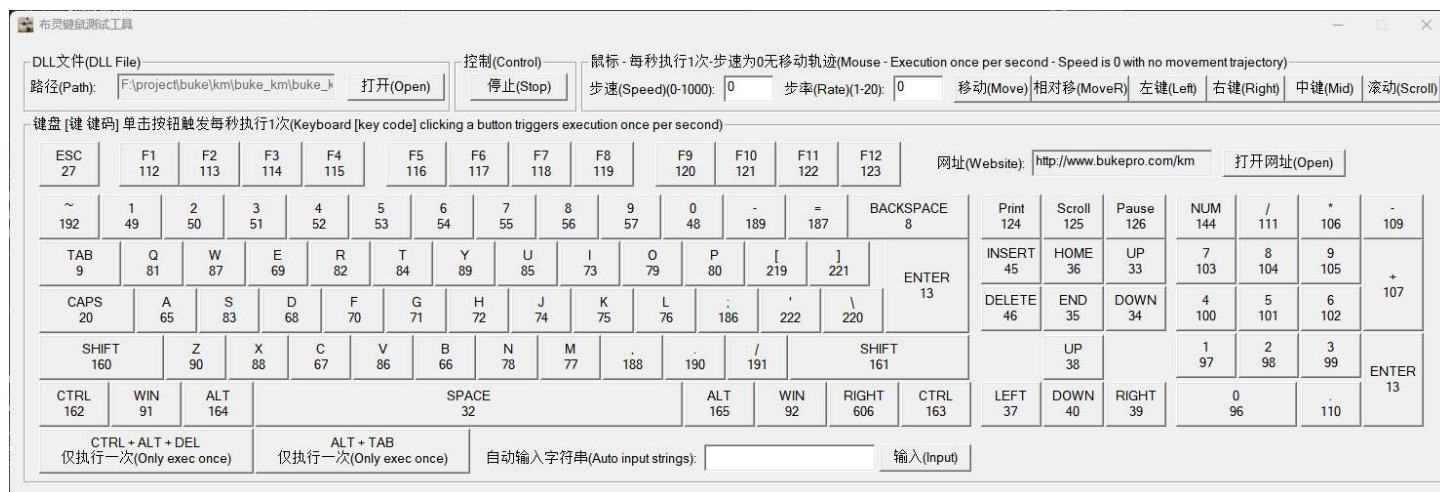 布灵键鼠测试工具
DLL文件(DLL File)
路径(Path): F:\project\buke\km\buke_km\buke_k 打开(Open)
控制(Control)
停止(Stop)
鼠标 - 每秒执行1次-步速为0无移动轨迹(Mouse - Execution once per second - Speed is 0 with no movement trajectory)
步速(Speed)(0-1000): 0 步率(Rate)(1-20): 0 移动(Move) 相对移(MoveR) 左键(Left) 右键(Right) 中键(Mid) 滚动(Scroll)
键盘 [键 键码] 单击按钮触发每秒执行1次(Keyboard [key code] clicking a button triggers execution once per second)
ESC F1 F2 F3 F4 F5 F6 F7 F8 F9 F10 F11 F12
27 112 113 114 115 116 117 118 119 120 121 122 123
网址(Website): http://www.bukepro.com/km 打开网址(Open)
~ 1 2 3 4 5 6 7 8 9 0 - = BACKSPACE Print Scroll Pause NUM / * -
192 49 50 51 52 53 54 55 56 57 48 189 187 8 124 125 126 144 111 106 109
TAB Q W E R T Y U I O P [ ] INSERT HOME UP 7 8 9
9 81 87 69 82 84 89 85 73 79 80 219 221 45 36 33 103 104 105
ENTER +
13 107
CAPS A S D F G H J K L ; ' \ DELETE END DOWN 4 5 6
20 65 83 68 70 71 72 74 75 76 186 222 220 46 35 34 100 101 102
SHIFT Z X C V B N M , . / SHIFT UP 1 2 3
160 90 88 67 86 66 78 77 188 190 191 161 38 97 98 99
CTRL WIN ALT SPACE ALT WIN RIGHT CTRL LEFT DOWN RIGHT 0 .
162 91 164 32 165 92 606 163 37 40 39 96 110
ENTER
13
CTRL + ALT + DEL ALT + TAB
仅执行一次(Only exec once) 仅执行一次(Only exec once) 自动输入字符串(Auto input strings): 输入(Input)